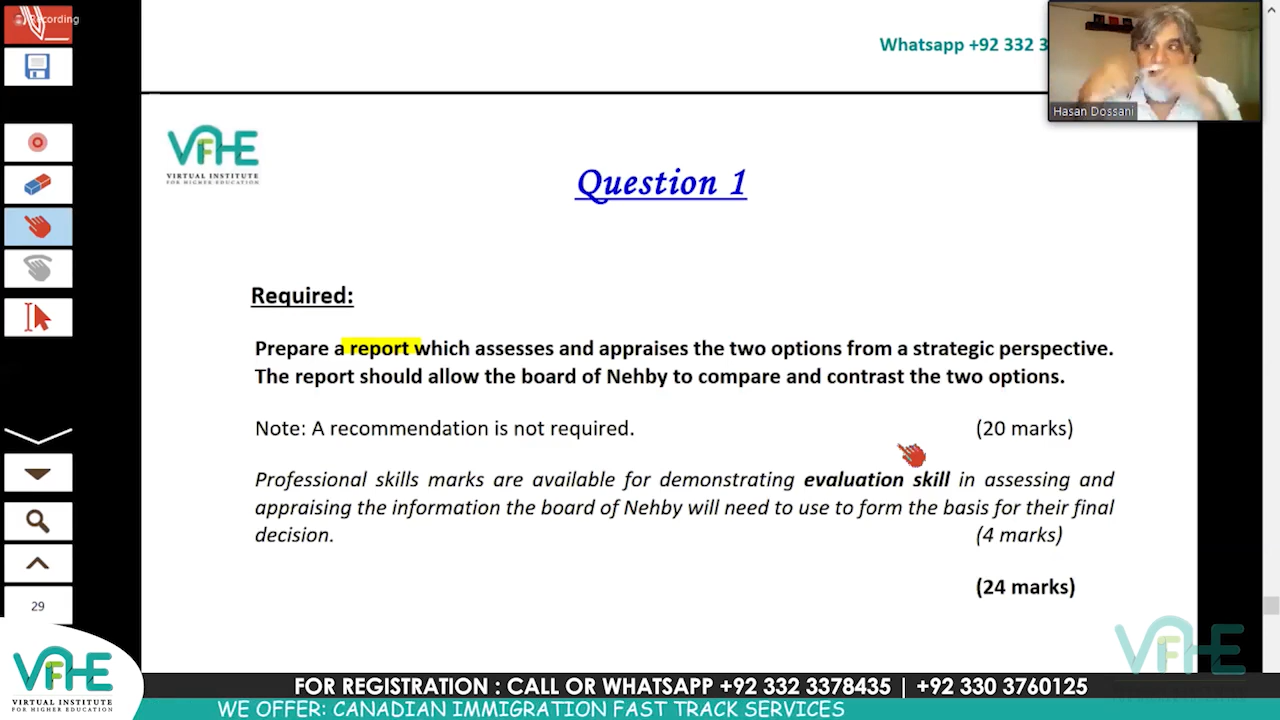 Recording
Whatsapp +92 332 3
Hasan Dossani
VIFHE
VIRTUAL INSTITUTE
FOR HIGHER EDUCATION
Question 1
Required:
Prepare a report which assesses and appraises the two options from a strategic perspective.
The report should allow the board of Nehby to compare and contrast the two options.
Note: A recommendation is not required. (20 marks)
Professional skills marks are available for demonstrating evaluation skill in assessing and
appraising the information the board of Nehby will need to use to form the basis for their final
decision. (4 marks)
(24 marks)
29
VIFHE
VIRTUAL INSTITUTE
FOR HIGHER EDUCATION
VIFHE
FOR REGISTRATION : CALL OR WHATSAPP +92 332 3378435 | +92 330 3760125
WE OFFER: CANADIAN IMMIGRATION FAST TRACK SERVICES